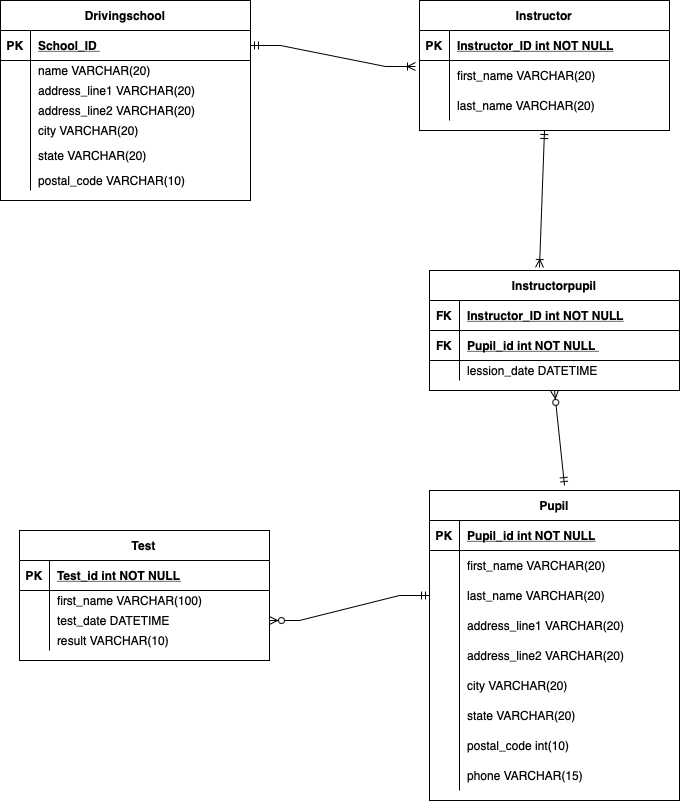 Drivingschool
PK School_ID
name VARCHAR(20)
address_line1 VARCHAR(20)
address_line2 VARCHAR(20)
city VARCHAR(20)
state VARCHAR(20)
postal_code VARCHAR(10)
Instructor
PK Instructor_ID int NOT NULL
first_name VARCHAR(20)
last_name VARCHAR(20)
Instructorpupil
FK Instructor_ID int NOT NULL
FK Pupil_id int NOT NULL
lession_date DATETIME
Test
PK Test_id int NOT NULL
first_name VARCHAR(100)
test_date DATETIME
result VARCHAR(10)
Pupil
PK Pupil_id int NOT NULL
first_name VARCHAR(20)
last_name VARCHAR(20)
address_line1 VARCHAR(20)
address_line2 VARCHAR(20)
city VARCHAR(20)
state VARCHAR(20)
postal_code int(10)
phone VARCHAR(15)